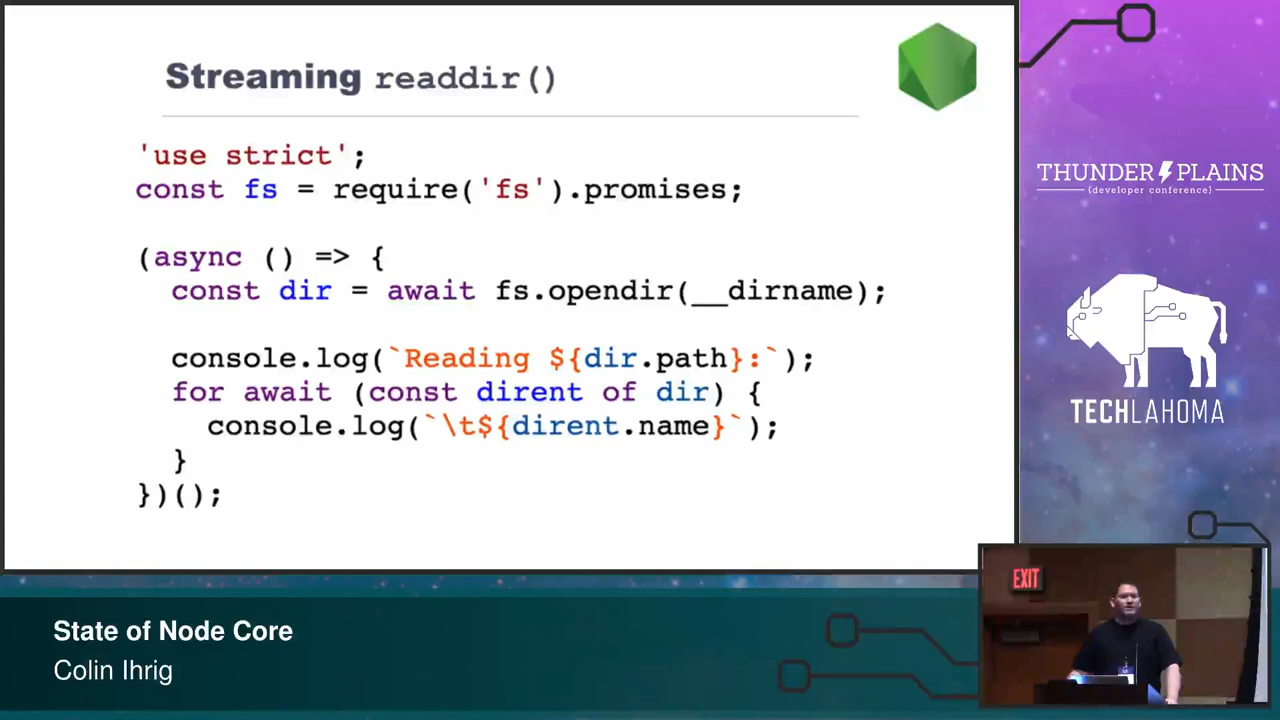 Streaming readdir()
'use strict';
const fs = require('fs').promises;
(async () => {
  const dir = await fs.opendir(__dirname);
  console.log(`Reading ${dir.path}:`);
  for await (const dirent of dir) {
    console.log(`\t${dirent.name}`);
  }
})();
THUNDER PLAINS
{developer conference}
TECHLAHOMA
EXIT
State of Node Core
Colin Ihrig